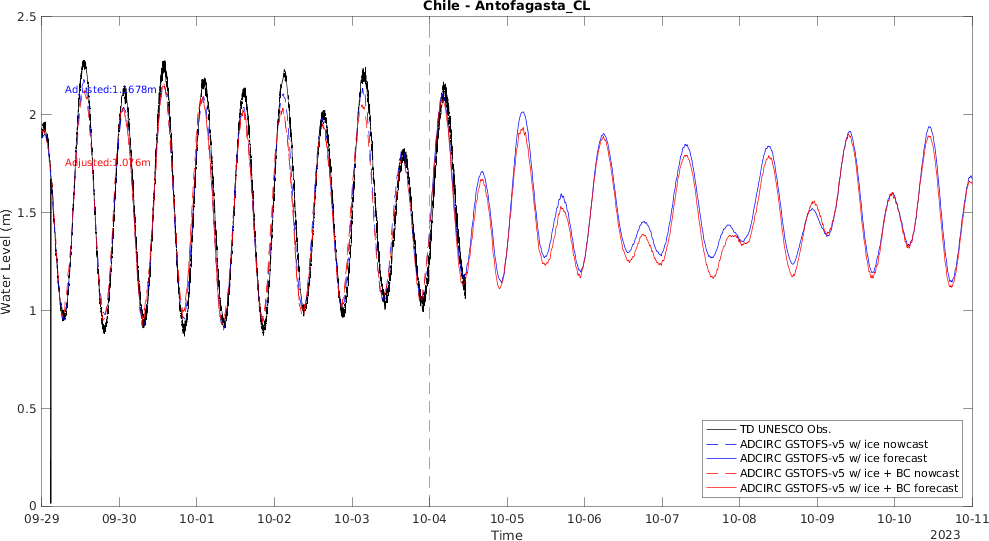 Chile - Antofagasta_CL
2.5
2
1.5
1
0.5
0
Water Level (m)
Adjusted:1.1678m
Adjusted:1.076m
TD UNESCO Obs.
ADCIRC GSTOFS-v5 w/ ice nowcast
ADCIRC GSTOFS-v5 w/ ice forecast
ADCIRC GSTOFS-v5 w/ ice + BC nowcast
ADCIRC GSTOFS-v5 w/ ice + BC forecast
09-29 09-30 10-01 10-02 10-03 10-04 10-05 10-06 10-07 10-08 10-09 10-10 10-11
Time
2023